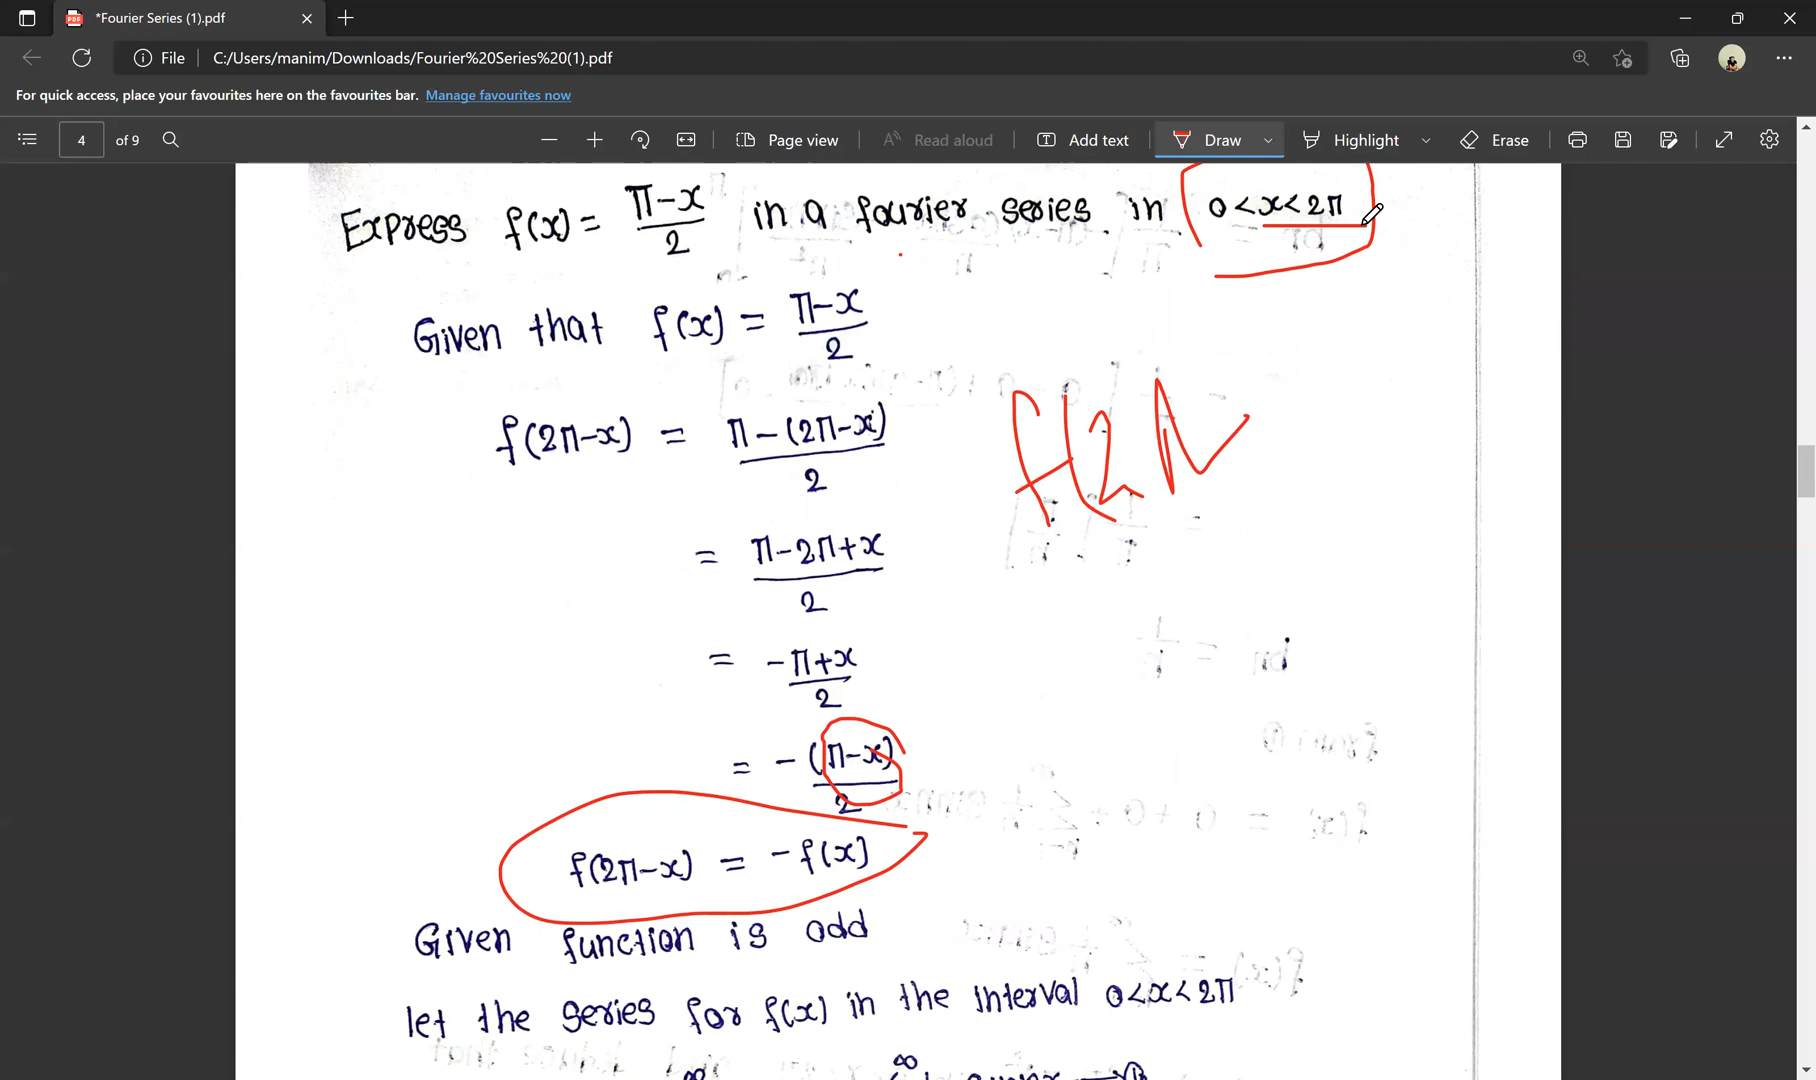 *Fourier Series (1).pdf
File C:/Users/manim/Downloads/Fourier%20Series%20(1).pdf
For quick access, place your favourites here on the favourites bar. Manage favourites now
4 of 9 Page view Read aloud Add text Draw Highlight Erase
Express f(x) = π-x/2 in a fourier series in 0<x<2π
Given that f(x) = π-x/2
f(2π-x) = π-(2π-x)/2
f(2π
= π-2π+x/2
= -π+x/2
= -(π-x)/2
f(2π-x) = -f(x)
Given function is odd
let the series for f(x) in the interval 0<x<2π